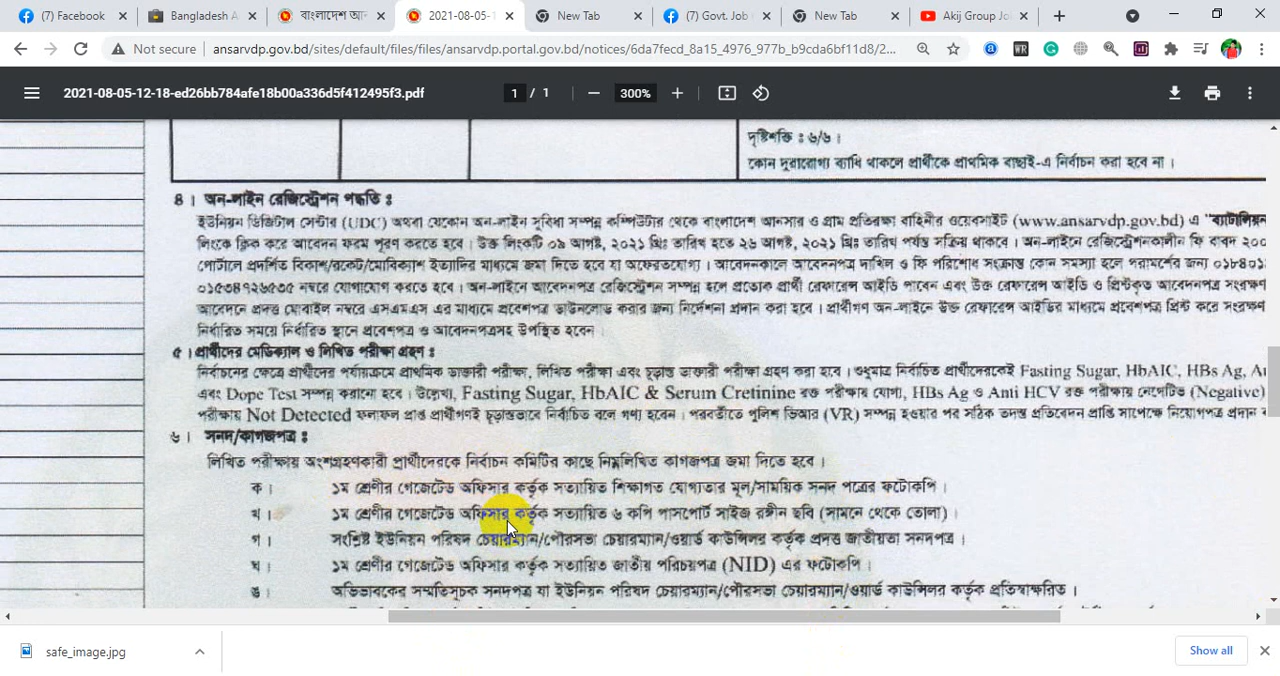 (7) Facebook
Bangladesh A
বাংলাদেশ আন
2021-08-05-1
New Tab
(7) Govt. Job
New Tab
Akij Group Jo
Not secure
ansarvdp.gov.bd/sites/default/files/files/ansarvdp.portal.gov.bd/notices/6da7fecd_8a15_4976_977b_b9cda6bf11d8/2...
2021-08-05-12-18-ed26bb784afe18b00a336d5f412495f3.pdf
1 / 1
300%
দৃষ্টিশক্তি : ৬/৬ ।
কোন দুরারোগ্য ব্যাধি থাকলে প্রার্থীকে প্রাথমিক বাছাই-এ নির্বাচন করা হবে না ।
৪ । অন-লাইন রেজিস্ট্রেশন পদ্ধতি :
ইউনিয়ন ডিজিটাল সেন্টার (UDC) অথবা যেকোন অন-লাইন সুবিধা সম্পন্ন কম্পিউটার থেকে বাংলাদেশ আনসার ও গ্রাম প্রতিরক্ষা বাহিনীর ওয়েবসাইট (www.ansarvdp.gov.bd) এ "ব্যাটালিয়ন
লিংকে ক্লিক করে আবেদন ফরম পূরণ করতে হবে । উক্ত লিংকটি ০৯ আগষ্ট, ২০২১ খ্রিঃ তারিখ হতে ২৬ আগষ্ট, ২০২১ খ্রিঃ তারিখ পর্যন্ত সক্রিয় থাকবে । অন-লাইনে রেজিস্ট্রেশনকালীন ফি বাবদ ২০০
পোর্টালে প্রদর্শিত বিকাশ/রকেট/মোবিক্যাশ ইত্যাদির মাধ্যমে জমা দিতে হবে যা অফেরতযোগ্য । আবেদনকালে আবেদনপত্র দাখিল ও ফি পরিশোধ সংক্রান্ত কোন সমস্যা হলে পরামর্শের জন্য ০১৮৪০১
০১৫৩৪৭২৬৫৩৫ নম্বরে যোগাযোগ করতে হবে । অন-লাইনে আবেদনপত্র রেজিস্ট্রেশন সম্পন্ন হলে প্রত্যেক প্রার্থী রেফারেন্স আইডি পাবেন এবং উক্ত রেফারেন্স আইডি ও প্রিন্টকৃত আবেদনপত্র সংরক্ষণ
আবেদনে প্রদত্ত মোবাইল নম্বরে এসএমএস এর মাধ্যমে প্রবেশপত্র ডাউনলোড করার জন্য নির্দেশনা প্রদান করা হবে । প্রার্থীগণ অন-লাইনে উক্ত রেফারেন্স আইডির মাধ্যমে প্রবেশপত্র প্রিন্ট করে সংরক্ষণ
নির্ধারিত সময়ে নির্ধারিত স্থানে প্রবেশপত্র ও আবেদনপত্রসহ উপস্থিত হবেন ।
৫ । প্রার্থীদের মেডিক্যাল ও লিখিত পরীক্ষা গ্রহণ :
নির্বাচনের ক্ষেত্রে প্রার্থীদের পর্যায়ক্রমে প্রাথমিক ডাক্তারী পরীক্ষা, লিখিত পরীক্ষা এবং চূড়ান্ত ডাক্তারী পরীক্ষা গ্রহণ করা হবে । শুধুমাত্র নির্বাচিত প্রার্থীদেরকেই Fasting Sugar, HbAIC, HBs Ag, An
এবং Dope Test সম্পন্ন করানো হবে । উল্লেখ্য, Fasting Sugar, HbAIC & Serum Cretinine রক্ত পরীক্ষায় যোগ্য, HBs Ag ও Anti HCV রক্ত পরীক্ষায় নেগেটিভ (Negative)
পরীক্ষায় Not Detected ফলাফল প্রাপ্ত প্রার্থীগণই চূড়ান্তভাবে নির্বাচিত বলে গণ্য হবেন । পরবর্তীতে পুলিশ ভিআর (VR) সম্পন্ন হওয়ার পর সঠিক তদন্ত প্রতিবেদন প্রাপ্তি সাপেক্ষে নিয়োগপত্র প্রদান
৬ । সনদ/কাগজপত্র :
লিখিত পরীক্ষায় অংশগ্রহণকারী প্রার্থীদেরকে নির্বাচন কমিটির কাছে নিম্নলিখিত কাগজপত্র জমা দিতে হবে ।
ক । ১ম শ্রেণীর গেজেটেড অফিসার কর্তৃক সত্যায়িত শিক্ষাগত যোগ্যতার মূল/সাময়িক সনদ পত্রের ফটোকপি ।
খ । ১ম শ্রেণীর গেজেটেড অফিসার কর্তৃক সত্যায়িত ৬ কপি পাসপোর্ট সাইজ রঙ্গীন ছবি (সামনে থেকে তোলা) ।
গ । সংশ্লিষ্ট ইউনিয়ন পরিষদ চেয়ারম্যান/পৌরসভা চেয়ারম্যান/ওয়ার্ড কাউন্সিলর কর্তৃক প্রদত্ত জাতীয়তা সনদপত্র ।
ঘ । ১ম শ্রেণীর গেজেটেড অফিসার কর্তৃক সত্যায়িত জাতীয় পরিচয়পত্র (NID) এর ফটোকপি ।
ঙ । অভিভাবকের সম্মতিসূচক সনদপত্র যা ইউনিয়ন পরিষদ চেয়ারম্যান/পৌরসভা চেয়ারম্যান/ওয়ার্ড কাউন্সিলর কর্তৃক প্রতিস্বাক্ষরিত ।
safe_image.jpg
Show all